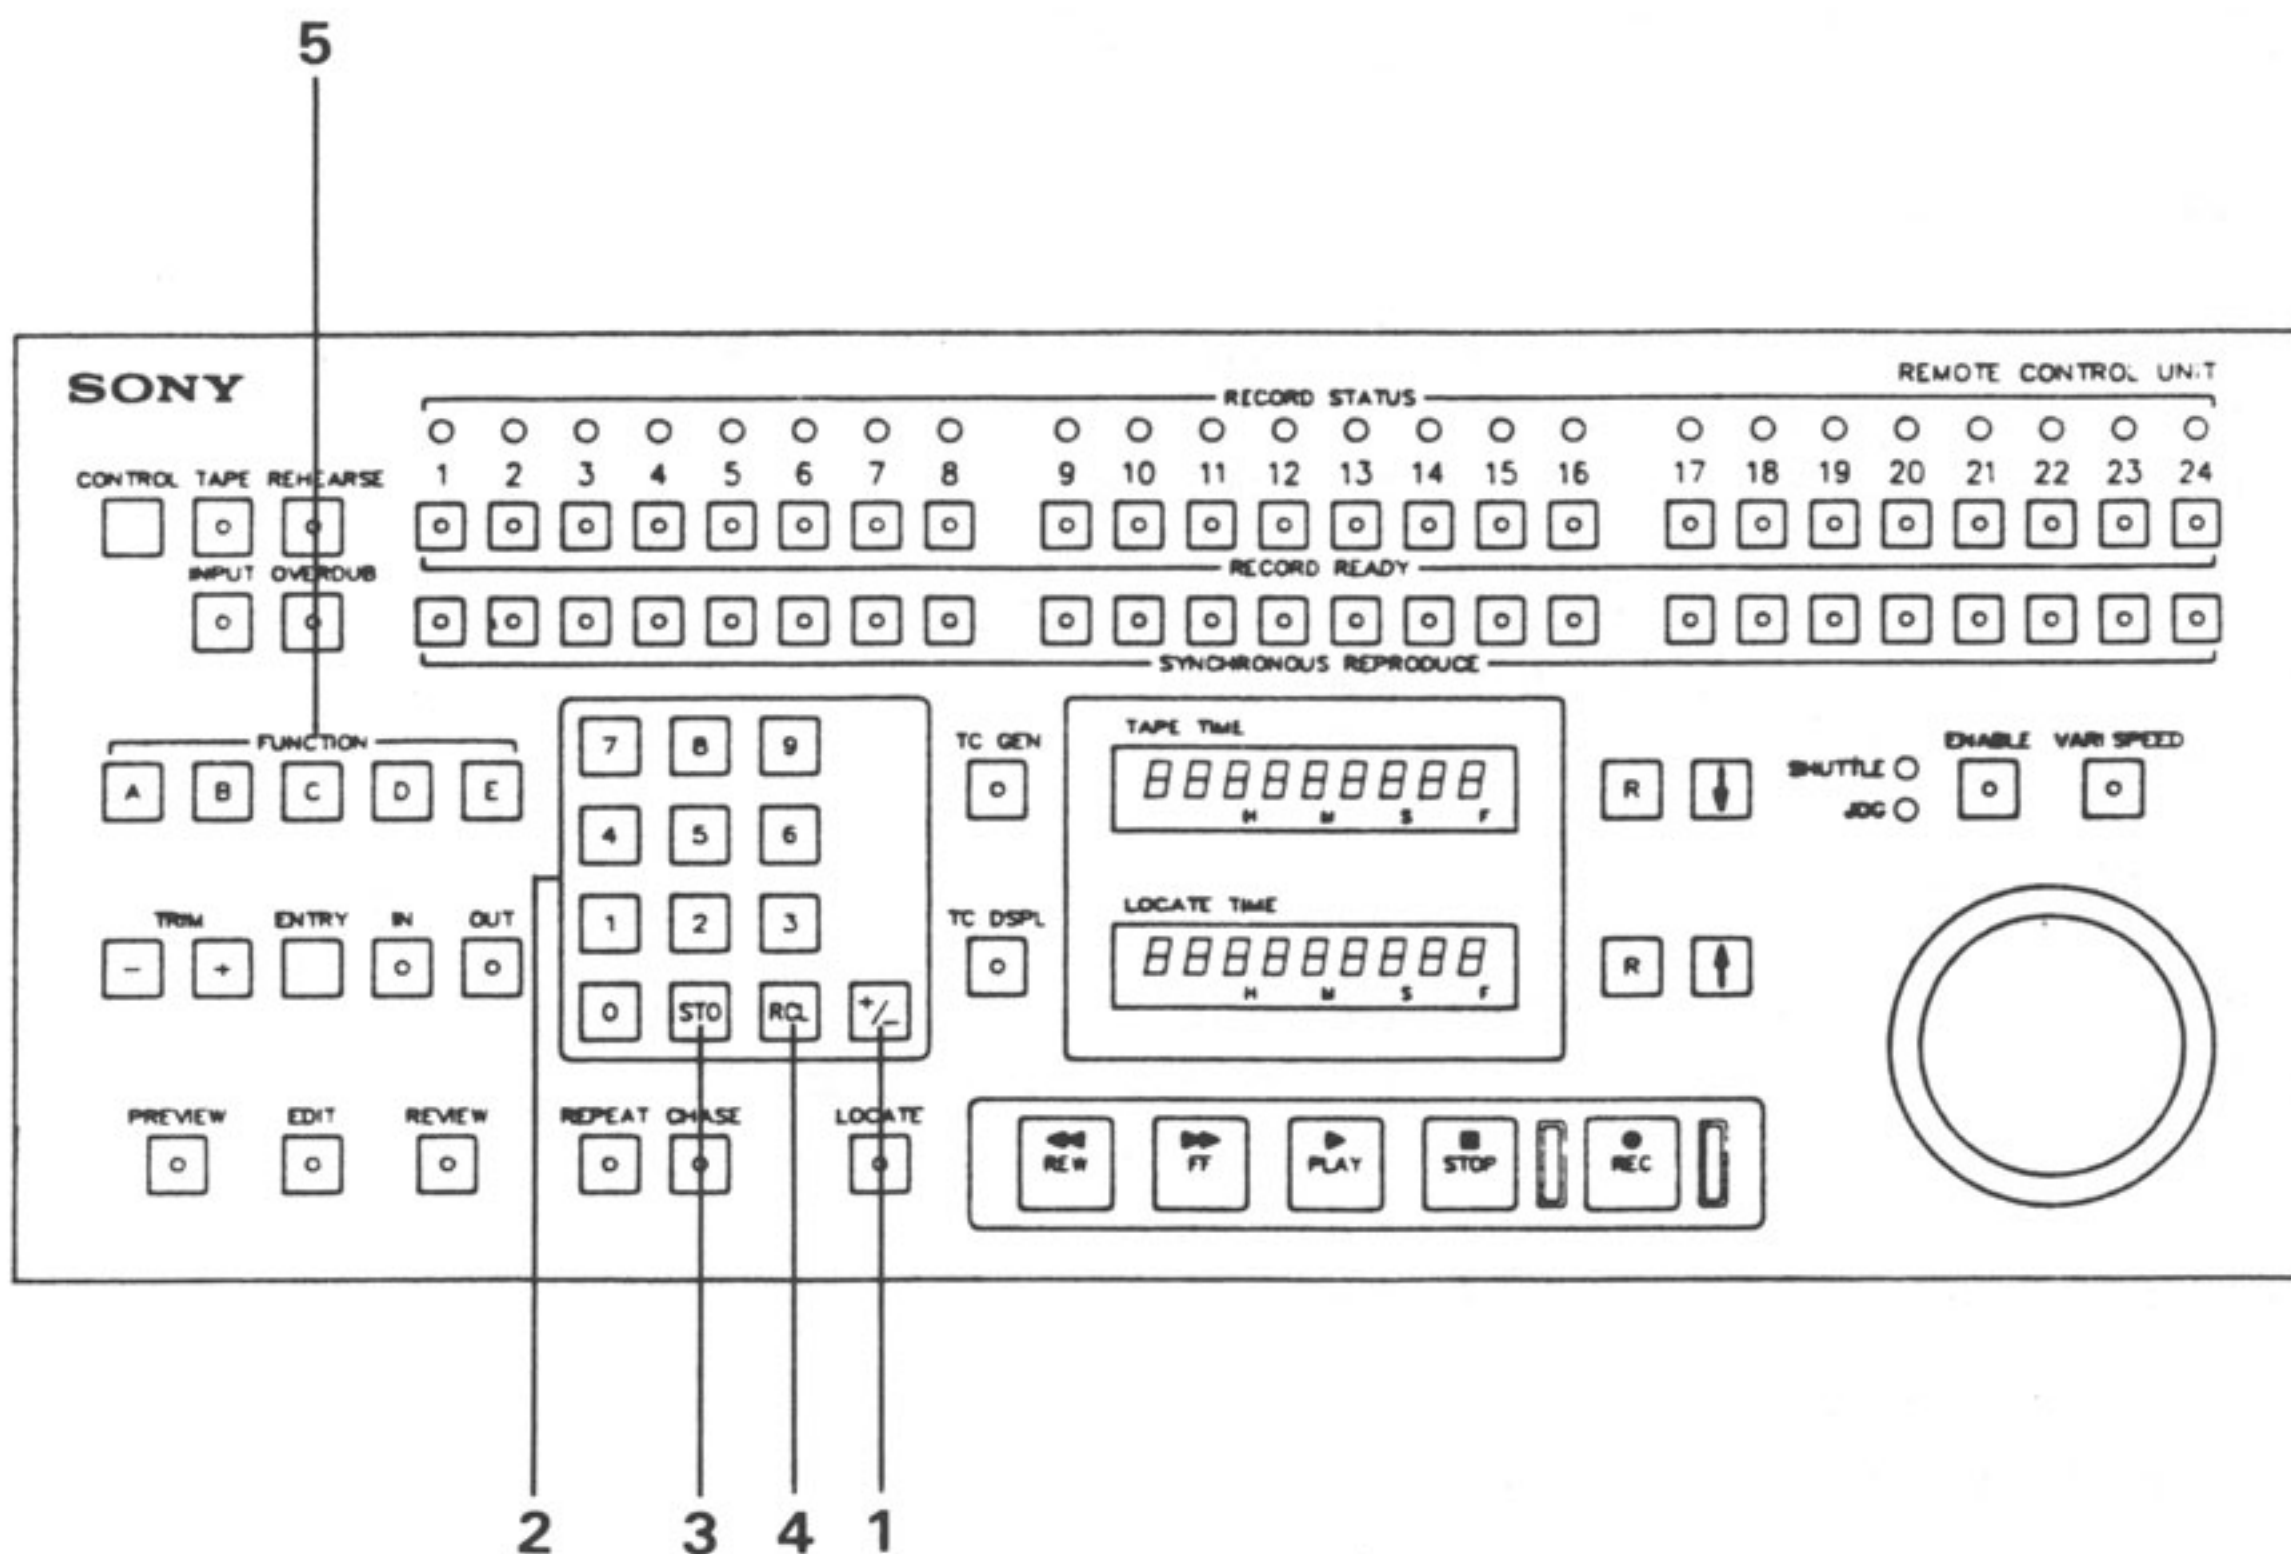 5
SONY
REMOTE CONTROL UNIT
RECORD STATUS
1 2 3 4 5 6 7 8 9 10 11 12 13 14 15 16 17 18 19 20 21 22 23 24
CONTROL TAPE REHEARSE
RECORD READY
INPUT OVERDUB
SYNCHRONOUS REPRODUCE
FUNCTION
A B C D E
7 8 9
4 5 6
1 2 3
0 STO RCL +/−
TC GEN
TC DSPL
TAPE TIME
H M S F
LOCATE TIME
H M S F
R
R
SHUTTLE
JOG
ENABLE VARI SPEED
TRIM ENTRY IN OUT
− +
PREVIEW EDIT REVIEW
REPEAT CHASE LOCATE
REW FF PLAY STOP REC
2 3 4 1